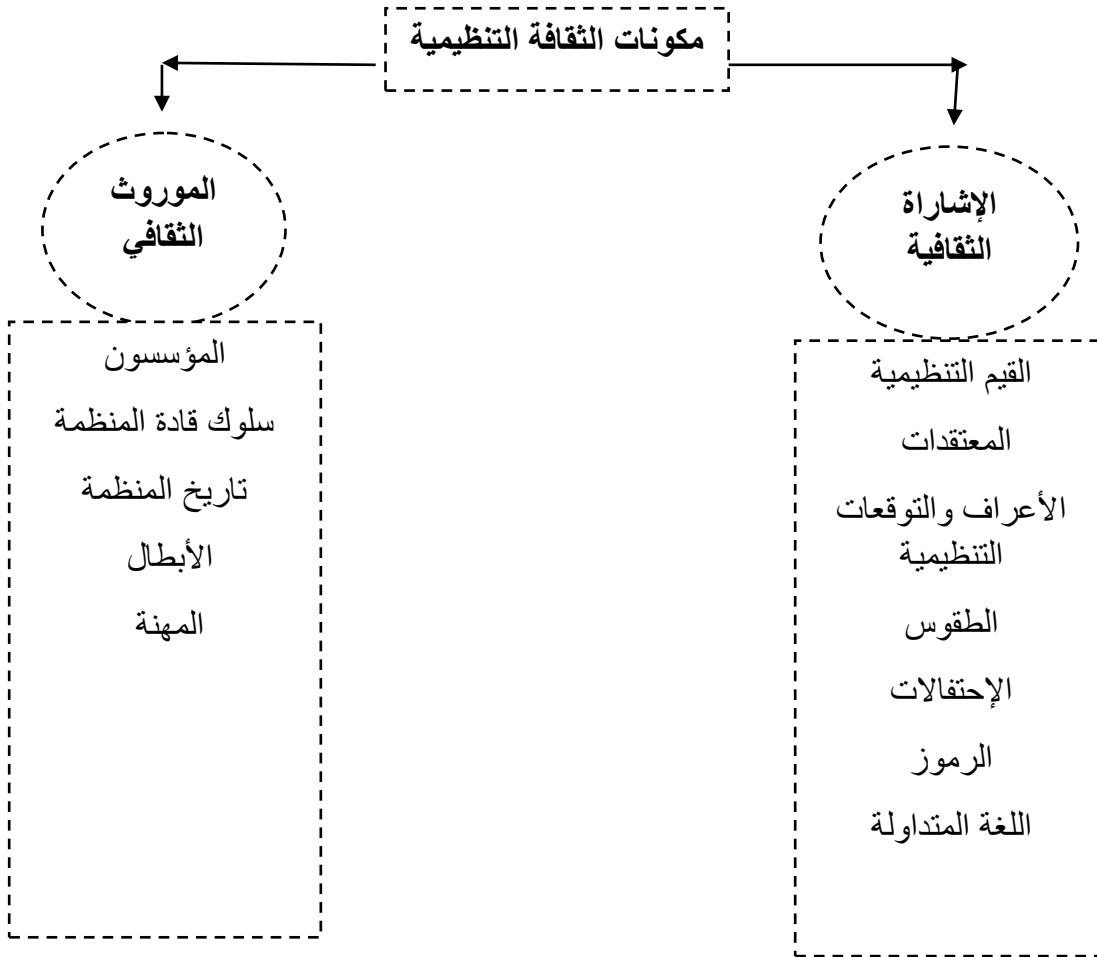 مكونات الثقافة التنظيمية
الإشاراة
الثقافية
القيم التنظيمية
المعتقدات
الأعراف والتوقعات
التنظيمية
الطقوس
الإحتفالات
الرموز
اللغة المتداولة
الموروث
الثقافي
المؤسسون
سلوك قادة المنظمة
تاريخ المنظمة
الأبطال
المهنة